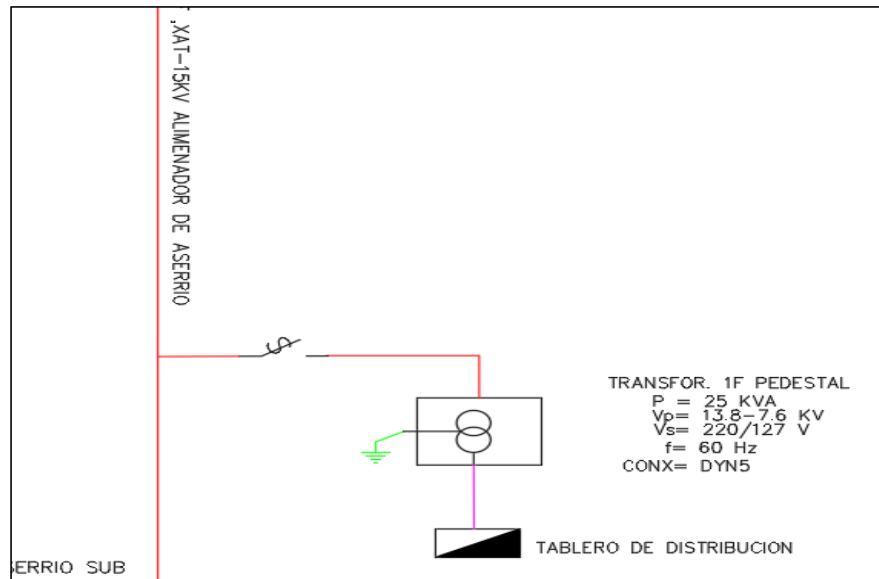 ,XAT-15KV ALIMENADOR DE ASERRIO
TRANSFOR. 1F PEDESTAL
P = 25 KVA
Vp= 13.8-7.6 KV
Vs= 220/127 V
f= 60 Hz
CONX= DYN5
TABLERO DE DISTRIBUCION
SERRIO SUB